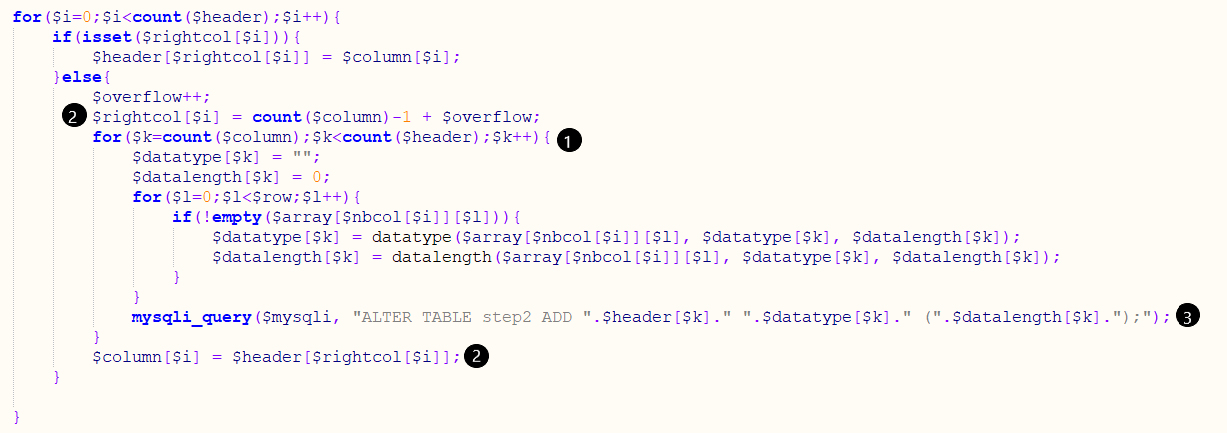 for($i=0;$i<count($header);$i++){
if(isset($rightcol[$i])){
$header[$rightcol[$i]] = $column[$i];
}else{
$overflow++;
2 $rightcol[$i] = count($column)-1 + $overflow;
for($k=count($column);$k<count($header);$k++){ 1
$datatype[$k] = "";
$datalength[$k] = 0;
for($l=0;$l<$row;$l++){
if(!empty($array[$nbcol[$i]][$l])){
$datatype[$k] = datatype($array[$nbcol[$i]][$l], $datatype[$k], $datalength[$k]);
$datalength[$k] = datalength($array[$nbcol[$i]][$l], $datatype[$k], $datalength[$k]);
}
}
mysqli_query($mysqli, "ALTER TABLE step2 ADD ".$header[$k]." ".$datatype[$k]." (".$datalength[$k].");"); 3
}
$column[$i] = $header[$rightcol[$i]]; 2
}
}